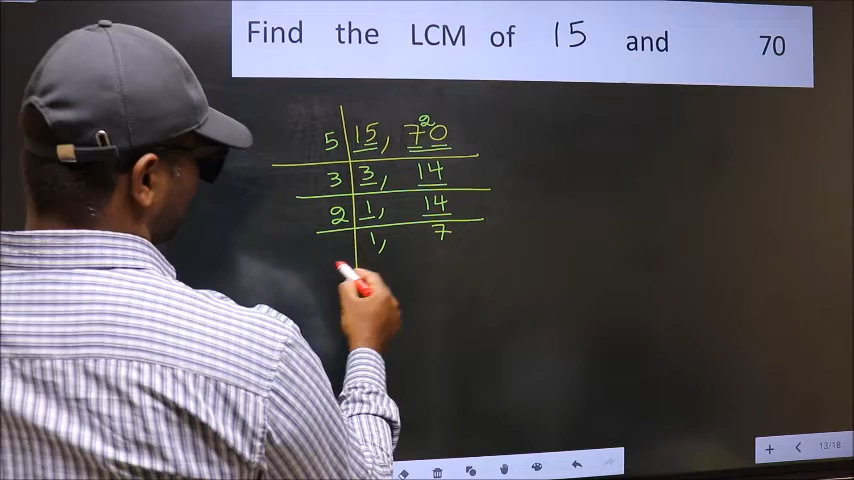 Find the LCM of 15 and 70
5 15, 7²0
3 3, 14
2 1, 14
1, 7
13/18